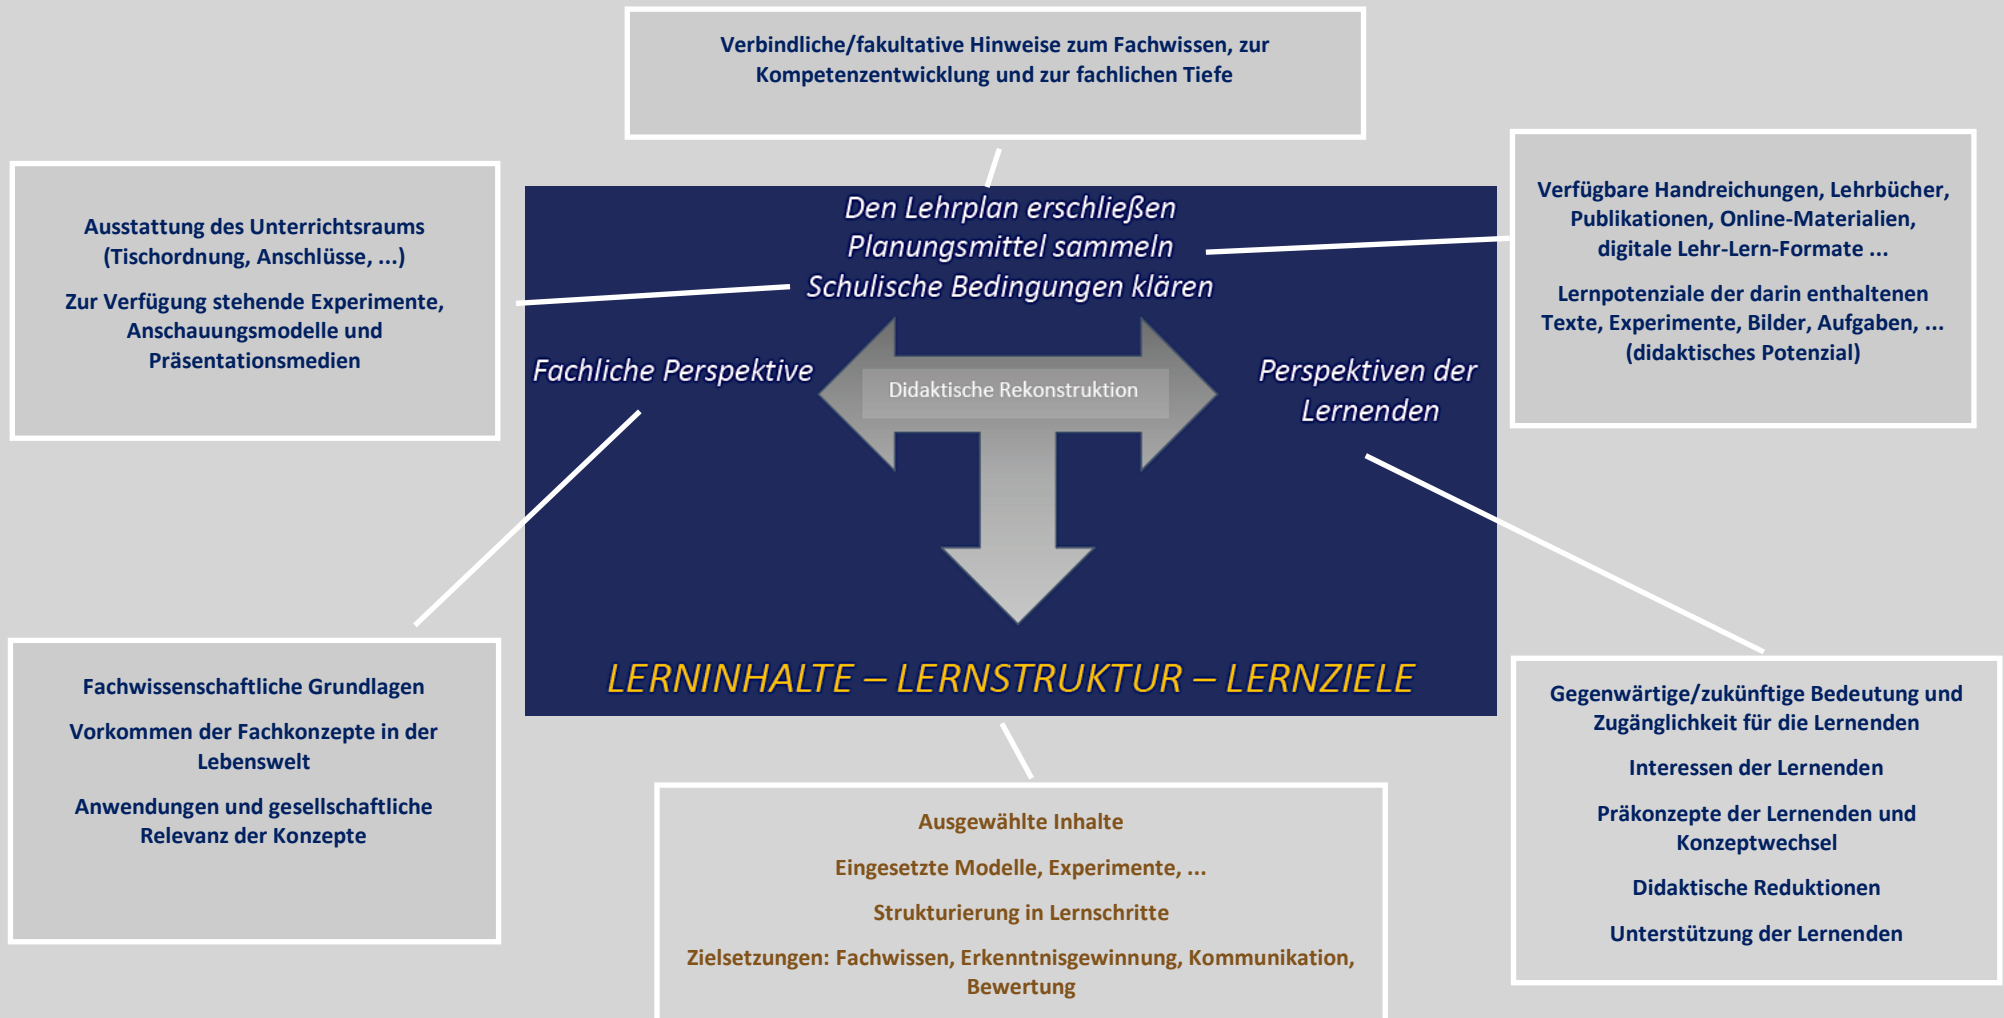 Verbindliche/fakultative Hinweise zum Fachwissen, zur
Kompetenzentwicklung und zur fachlichen Tiefe
Ausstattung des Unterrichtsraums
(Tischordnung, Anschlüsse, ...)
Zur Verfügung stehende Experimente,
Anschauungsmodelle und
Präsentationsmedien
Den Lehrplan erschließen
Planungsmittel sammeln
Schulische Bedingungen klären
Verfügbare Handreichungen, Lehrbücher,
Publikationen, Online-Materialien,
digitale Lehr-Lern-Formate ...
Lernpotenziale der darin enthaltenen
Texte, Experimente, Bilder, Aufgaben, ...
(didaktisches Potenzial)
Fachliche Perspektive
Didaktische Rekonstruktion
Perspektiven der
Lernenden
LERNINHALTE – LERNSTRUKTUR – LERNZIELE
Fachwissenschaftliche Grundlagen
Vorkommen der Fachkonzepte in der
Lebenswelt
Anwendungen und gesellschaftliche
Relevanz der Konzepte
Ausgewählte Inhalte
Eingesetzte Modelle, Experimente, ...
Strukturierung in Lernschritte
Zielsetzungen: Fachwissen, Erkenntnisgewinnung, Kommunikation,
Bewertung
Gegenwärtige/zukünftige Bedeutung und
Zugänglichkeit für die Lernenden
Interessen der Lernenden
Präkonzepte der Lernenden und
Konzeptwechsel
Didaktische Reduktionen
Unterstützung der Lernenden